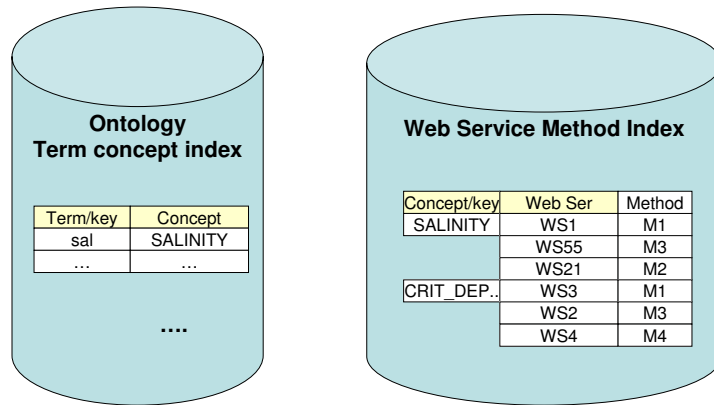 Ontology
Term concept index
Term/key Concept
sal SALINITY
... ...
....
Web Service Method Index
Concept/key Web Ser Method
SALINITY WS1 M1
WS55 M3
WS21 M2
CRIT_DEP.. WS3 M1
WS2 M3
WS4 M4